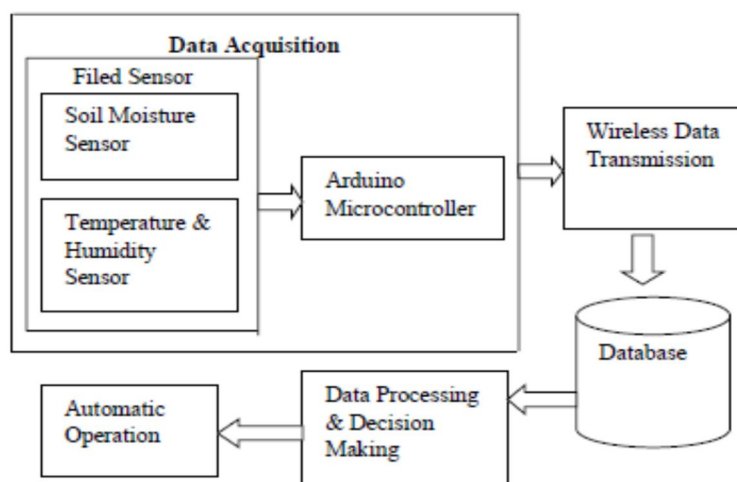 Data Acquisition
Filed Sensor
Soil Moisture
Sensor
Temperature &
Humidity
Sensor
Arduino
Microcontroller
Wireless Data
Transmission
Database
Data Processing
& Decision
Making
Automatic
Operation